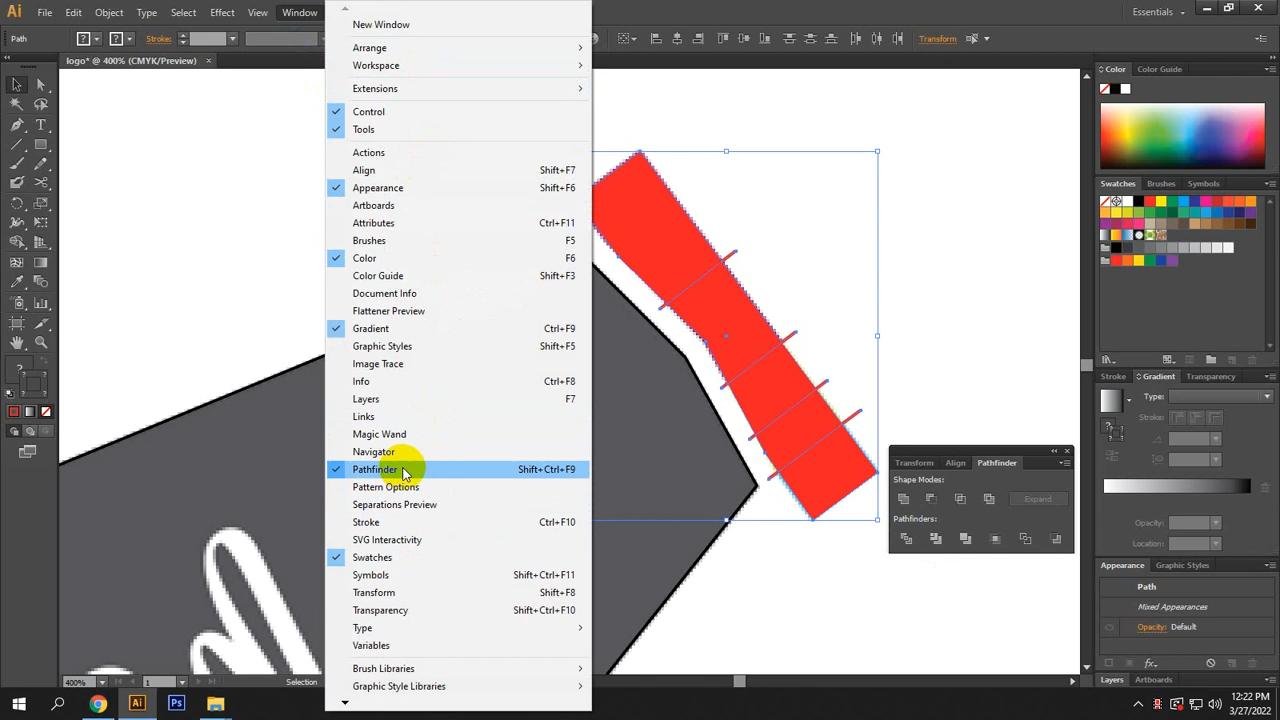 Ai File Edit Object Type Select Effect View Window Essentials
Path Stroke: Transform
logo* @ 400% (CMYK/Preview) ×
New Window
Arrange
Workspace
Extensions
Control
Tools
Actions
Align Shift+F7
Appearance Shift+F6
Artboards
Attributes Ctrl+F11
Brushes F5
Color F6
Color Guide Shift+F3
Document Info
Flattener Preview
Gradient Ctrl+F9
Graphic Styles Shift+F5
Image Trace
Info Ctrl+F8
Layers F7
Links
Magic Wand
Navigator
Pathfinder Shift+Ctrl+F9
Pattern Options
Separations Preview
Stroke Ctrl+F10
SVG Interactivity
Swatches
Symbols Shift+Ctrl+F11
Transform Shift+F8
Transparency Shift+Ctrl+F10
Type
Variables
Brush Libraries
Graphic Style Libraries
Transform Align Pathfinder
Shape Modes:
Expand
Pathfinders:
Color Color Guide
Swatches Brushes Symbols
Stroke Gradient Transparency
Type:
Stroke:
Opacity:
Location:
Appearance Graphic Styles
Path
Mixed Appearances
Opacity: Default
Layers Artboards
400% 1 Selection
Ai Ps
12:22 PM
3/27/2022